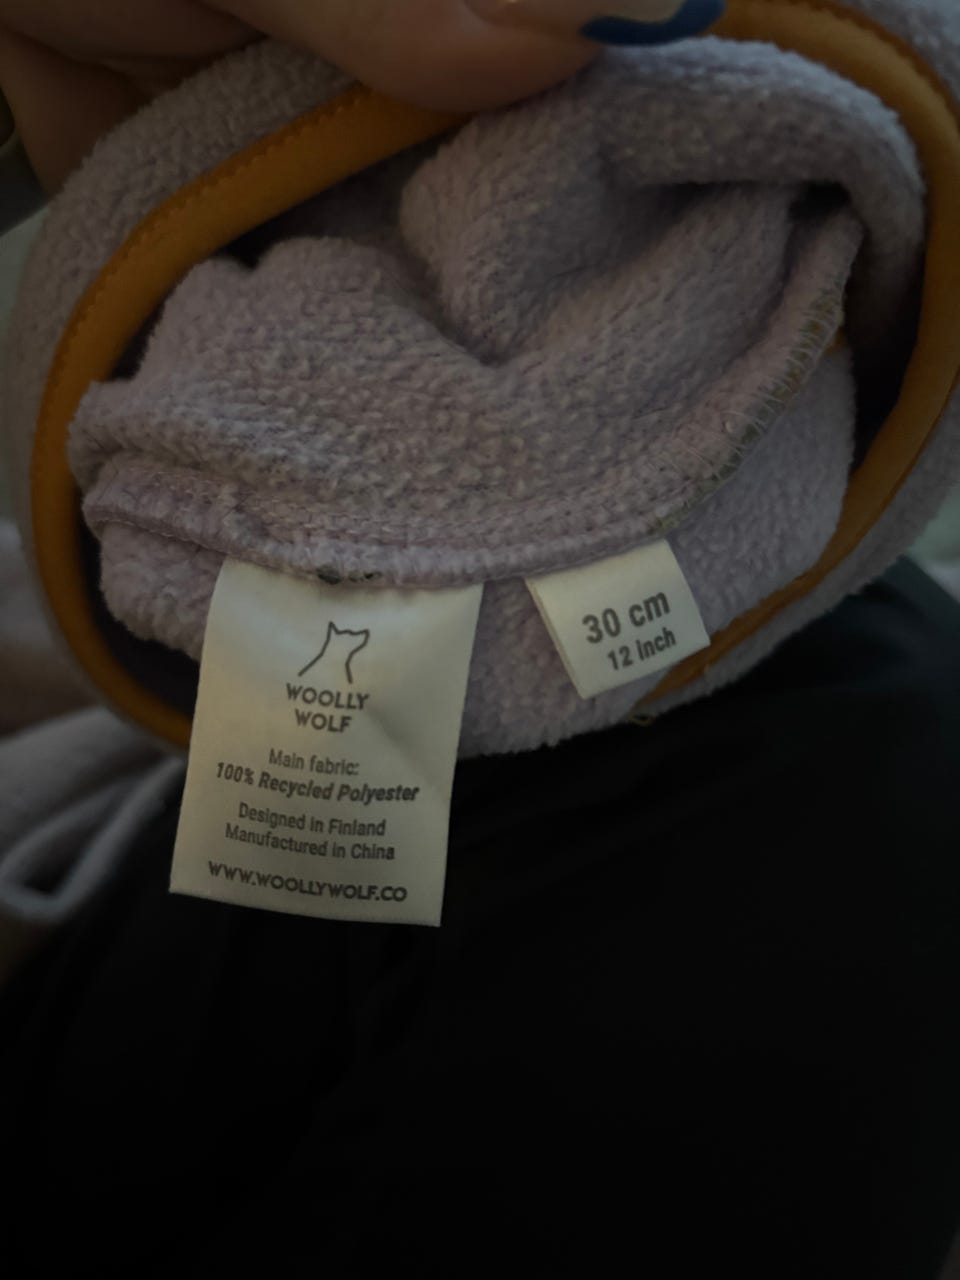 WOOLLY
WOLF
Main fabric:
100% Recycled Polyester
Designed in Finland
Manufactured in China
WWW.WOOLLYWOLF.CO
30 cm
12 inch